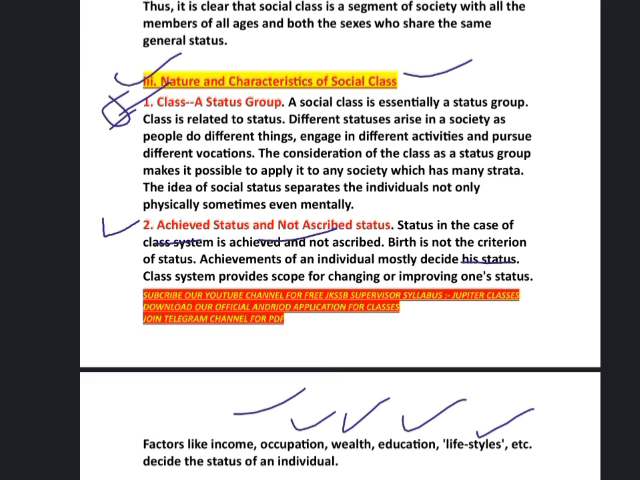 Thus, it is clear that social class is a segment of society with all the
members of all ages and both the sexes who share the same
general status.
iii. Nature and Characteristics of Social Class
1. Class--A Status Group. A social class is essentially a status group.
Class is related to status. Different statuses arise in a society as
people do different things, engage in different activities and pursue
different vocations. The consideration of the class as a status group
makes it possible to apply it to any society which has many strata.
The idea of social status separates the individuals not only
physically sometimes even mentally.
2. Achieved Status and Not Ascribed status. Status in the case of
class system is achieved and not ascribed. Birth is not the criterion
of status. Achievements of an individual mostly decide his status.
Class system provides scope for changing or improving one's status.
SUBCRIBE OUR YOUTUBE CHANNEL FOR FREE JKSSB SUPERVISOR SYLLABUS :- JUPITER CLASSES
DOWNLOAD OUR OFFICIAL ANDRIOD APPLICATION FOR CLASSES
JOIN TELEGRAM CHANNEL FOR PDF
Factors like income, occupation, wealth, education, 'life-styles', etc.
decide the status of an individual.